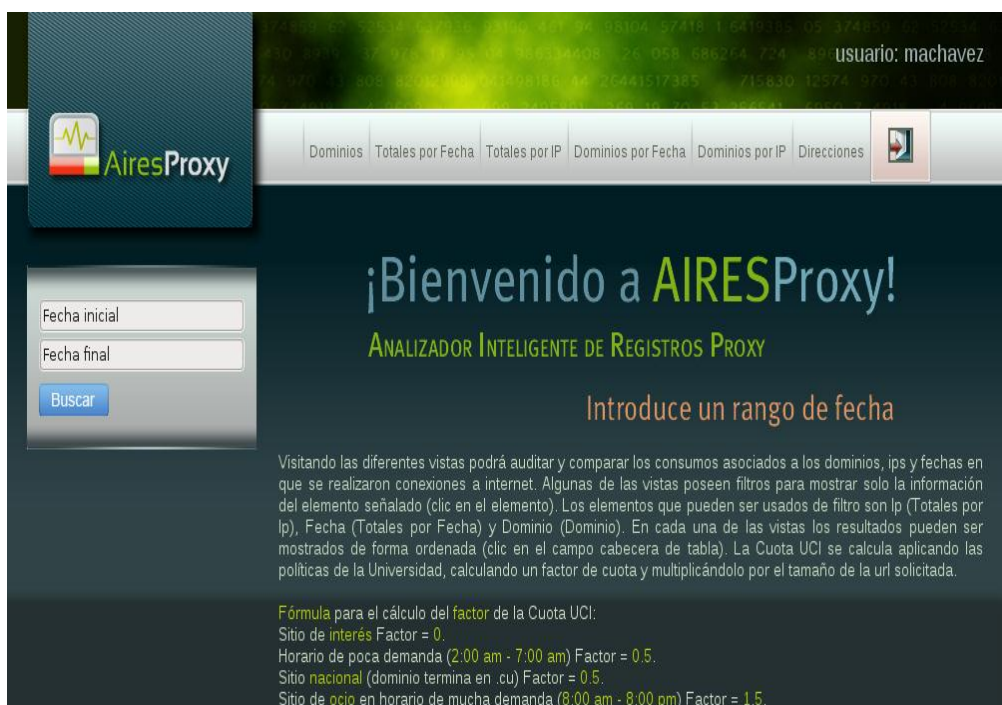 usuario: machavez
AiresProxy
Dominios
Totales por Fecha
Totales por IP
Dominios por Fecha
Dominios por IP
Direcciones
Fecha inicial
Fecha final
Buscar
¡Bienvenido a AIRESProxy!
ANALIZADOR INTELIGENTE DE REGISTROS PROXY
Introduce un rango de fecha
Visitando las diferentes vistas podrá auditar y comparar los consumos asociados a los dominios, ips y fechas en
que se realizaron conexiones a internet. Algunas de las vistas poseen filtros para mostrar solo la información
del elemento señalado (clic en el elemento). Los elementos que pueden ser usados de filtro son Ip (Totales por
Ip), Fecha (Totales por Fecha) y Dominio (Dominio). En cada una de las vistas los resultados pueden ser
mostrados de forma ordenada (clic en el campo cabecera de tabla). La Cuota UCI se calcula aplicando las
políticas de la Universidad, calculando un factor de cuota y multiplicándolo por el tamaño de la url solicitada.
Fórmula para el cálculo del factor de la Cuota UCI:
Sitio de interés Factor = 0.
Horario de poca demanda (2:00 am - 7:00 am) Factor = 0.5.
Sitio nacional (dominio termina en .cu) Factor = 0.5.
Sitio de ocio en horario de mucha demanda (8:00 am - 8:00 pm) Factor = 1.5.